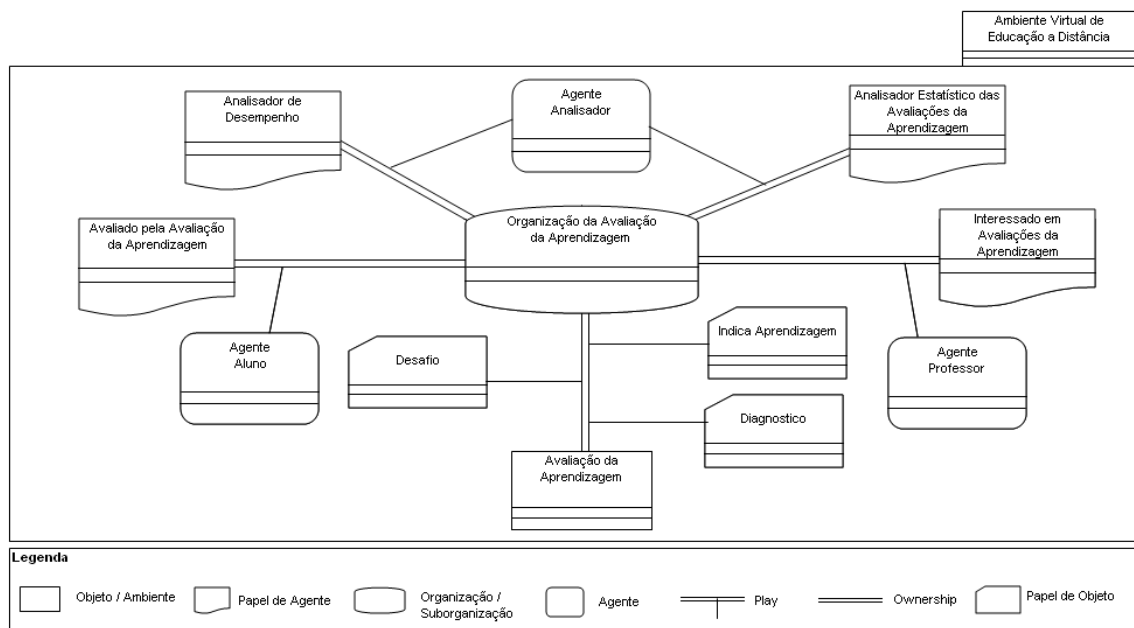 Ambiente Virtual de
Educação a Distância
Analisador de
Desempenho
Agente
Analisador
Analisador Estatístico das
Avaliações da
Aprendizagem
Avaliado pela Avaliação
da Aprendizagem
Organização da Avaliação
da Aprendizagem
Interessado em
Avaliações da
Aprendizagem
Agente
Aluno
Desafio
Indica Aprendizagem
Agente
Professor
Diagnostico
Avaliação da
Aprendizagem
Legenda
Objeto / Ambiente
Papel de Agente
Organização /
Suborganização
Agente
Play
Ownership
Papel de Objeto